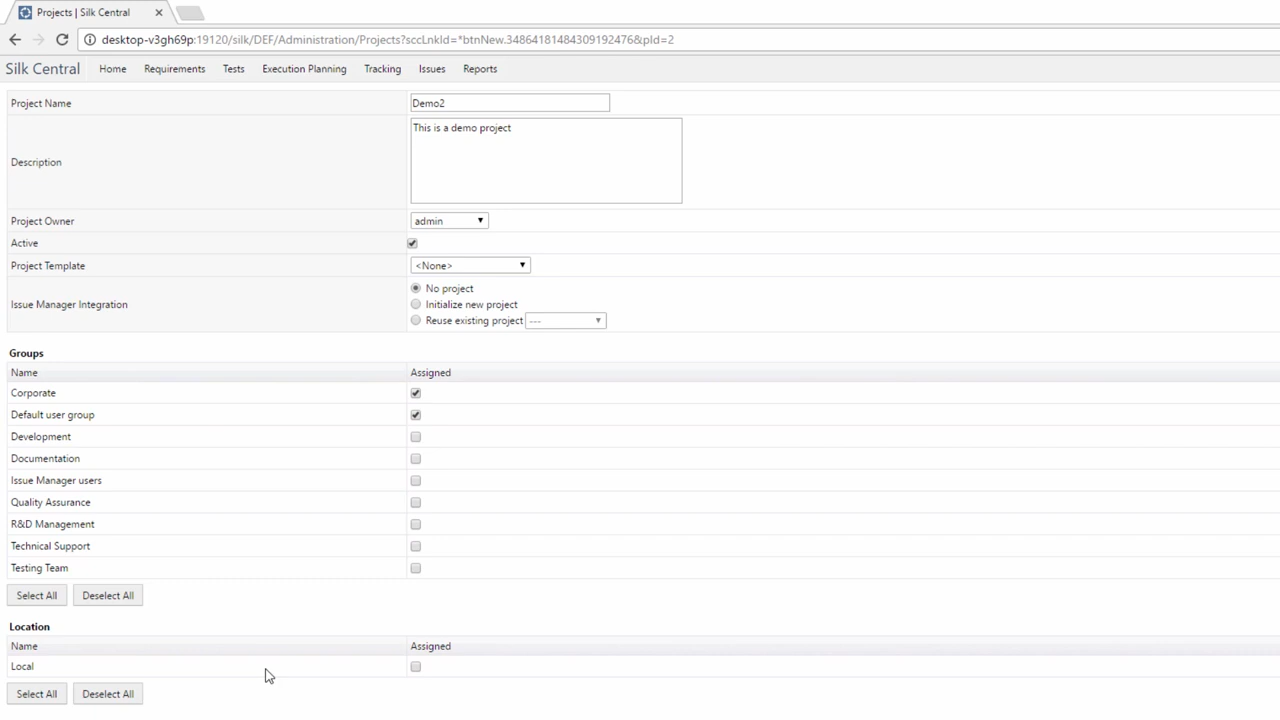 Projects | Silk Central
desktop-v3gh69p:19120/silk/DEF/Administration/Projects?sccLnkId=*btnNew.34864181484309192476&pId=2
Silk Central Home Requirements Tests Execution Planning Tracking Issues Reports
Project Name Demo2
Description This is a demo project
Project Owner admin
Active
Project Template <None>
Issue Manager Integration
No project
Initialize new project
Reuse existing project ---
Groups
Name Assigned
Corporate
Default user group
Development
Documentation
Issue Manager users
Quality Assurance
R&D Management
Technical Support
Testing Team
Select All Deselect All
Location
Name Assigned
Local
Select All Deselect All